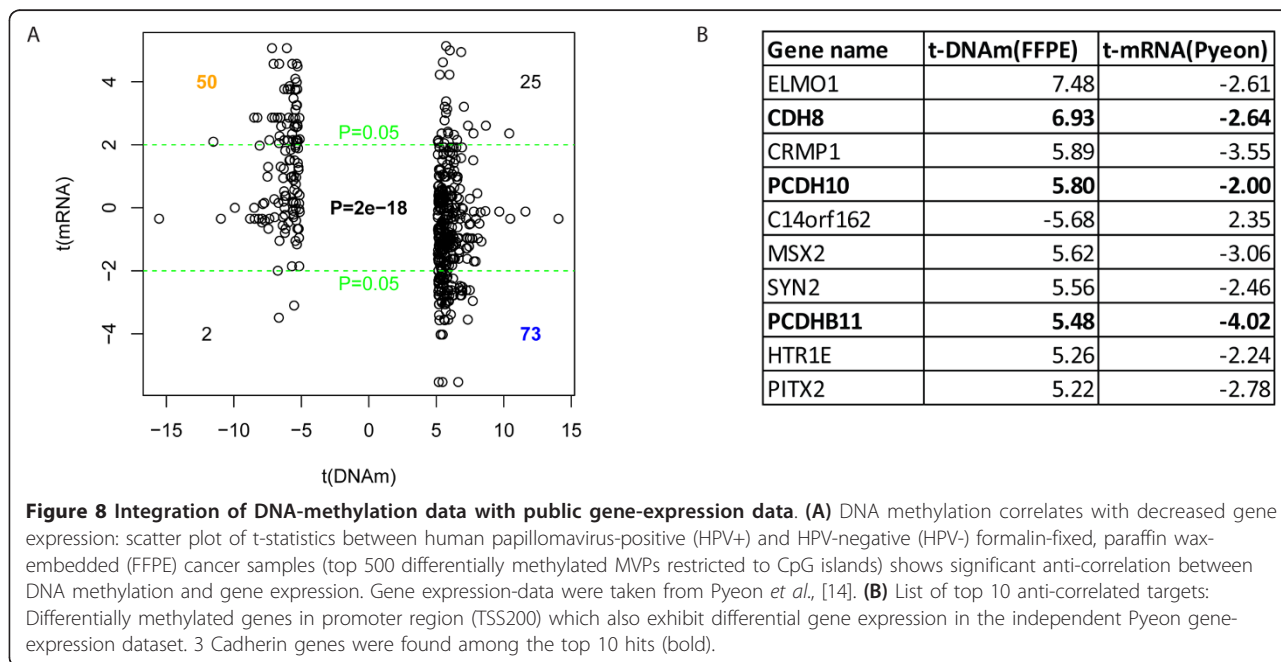 A
t(mRNA)
4
2
0
−2
−4
50
25
P=0.05
P=2e−18
P=0.05
2
73
−15
−10
−5
0
5
10
15
t(DNAm)
B
Gene name t-DNAm(FFPE) t-mRNA(Pyeon)
ELMO1 7.48 -2.61
CDH8 6.93 -2.64
CRMP1 5.89 -3.55
PCDH10 5.80 -2.00
C14orf162 -5.68 2.35
MSX2 5.62 -3.06
SYN2 5.56 -2.46
PCDHB11 5.48 -4.02
HTR1E 5.26 -2.24
PITX2 5.22 -2.78
Figure 8 Integration of DNA-methylation data with public gene-expression data. (A) DNA methylation correlates with decreased gene
expression: scatter plot of t-statistics between human papillomavirus-positive (HPV+) and HPV-negative (HPV-) formalin-fixed, paraffin wax-
embedded (FFPE) cancer samples (top 500 differentially methylated MVPs restricted to CpG islands) shows significant anti-correlation between
DNA methylation and gene expression. Gene expression-data were taken from Pyeon et al., [14]. (B) List of top 10 anti-correlated targets:
Differentially methylated genes in promoter region (TSS200) which also exhibit differential gene expression in the independent Pyeon gene-
expression dataset. 3 Cadherin genes were found among the top 10 hits (bold).